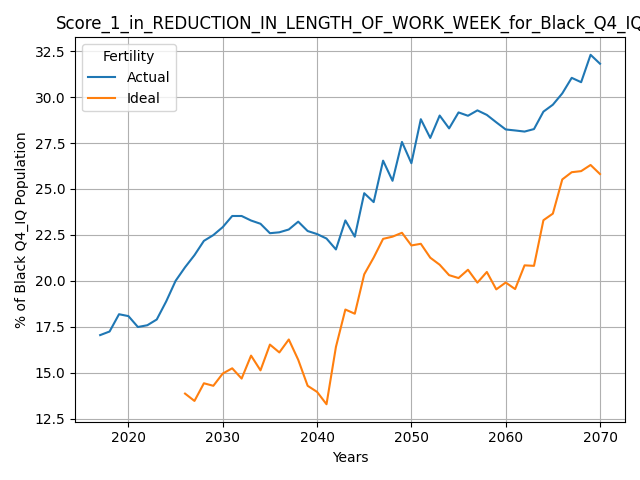 Score_1_in_REDUCTION_IN_LENGTH_OF_WORK_WEEK_for_Black_Q4_IQ
Fertility
Actual
Ideal
% of Black Q4_IQ Population
32.5
30.0
27.5
25.0
22.5
20.0
17.5
15.0
12.5
2020 2030 2040 2050 2060 2070
Years